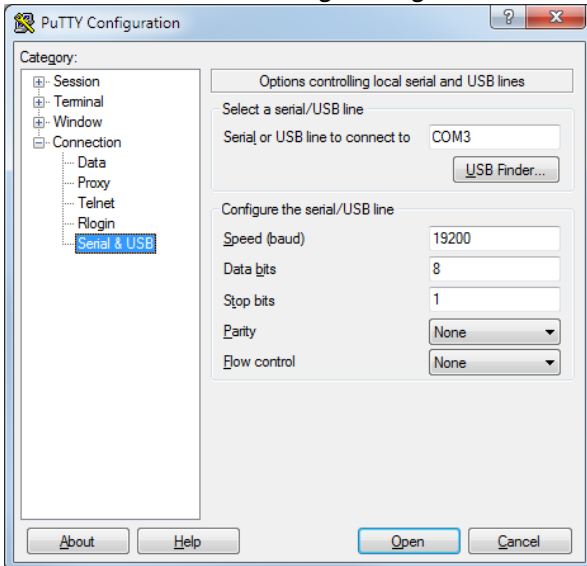 PuTTY Configuration
Category:
Session
Terminal
Window
Connection
Data
Proxy
Telnet
Rlogin
Serial & USB
Options controlling local serial and USB lines
Select a serial/USB line
Serial or USB line to connect to COM3
USB Finder...
Configure the serial/USB line
Speed (baud) 19200
Data bits 8
Stop bits 1
Parity None
Flow control None
About Help Open Cancel